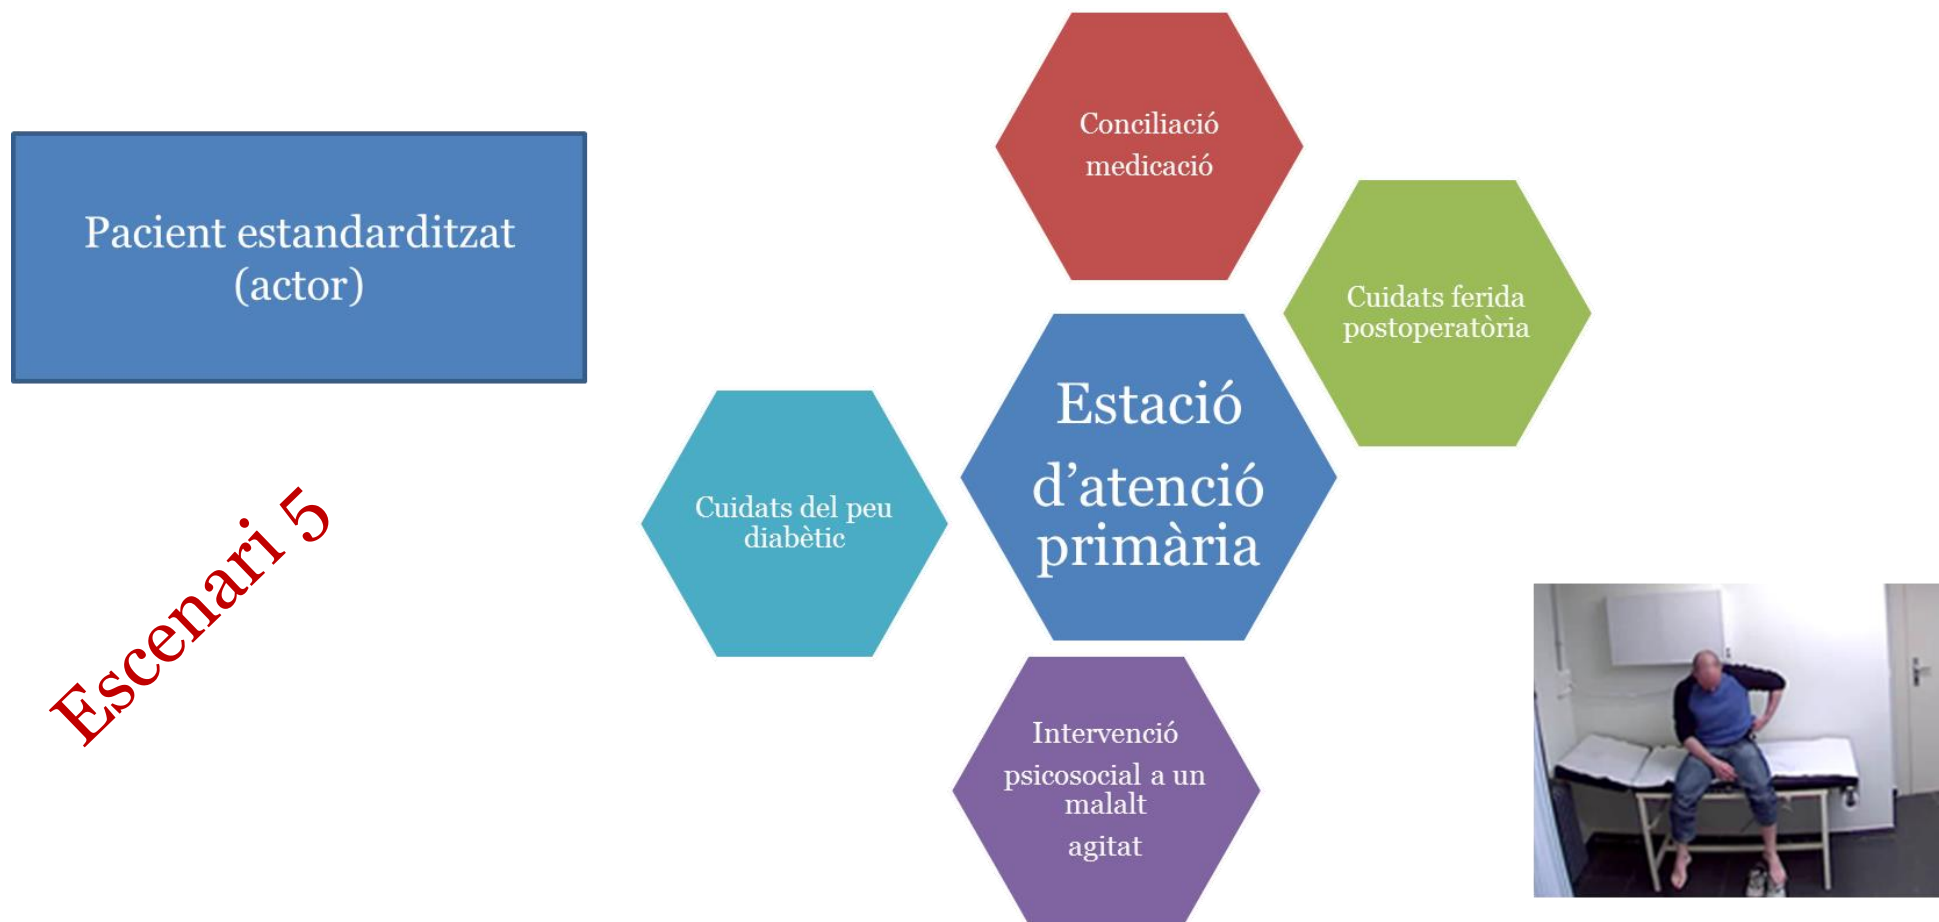 Pacient estandarditzat
(actor)
Escenari 5
Conciliació
medicació
Cuidats ferida
postoperatòria
Estació
d’atenció
primària
Cuidats del peu
diabètic
Intervenció
psicosocial a un
malalt
agitat